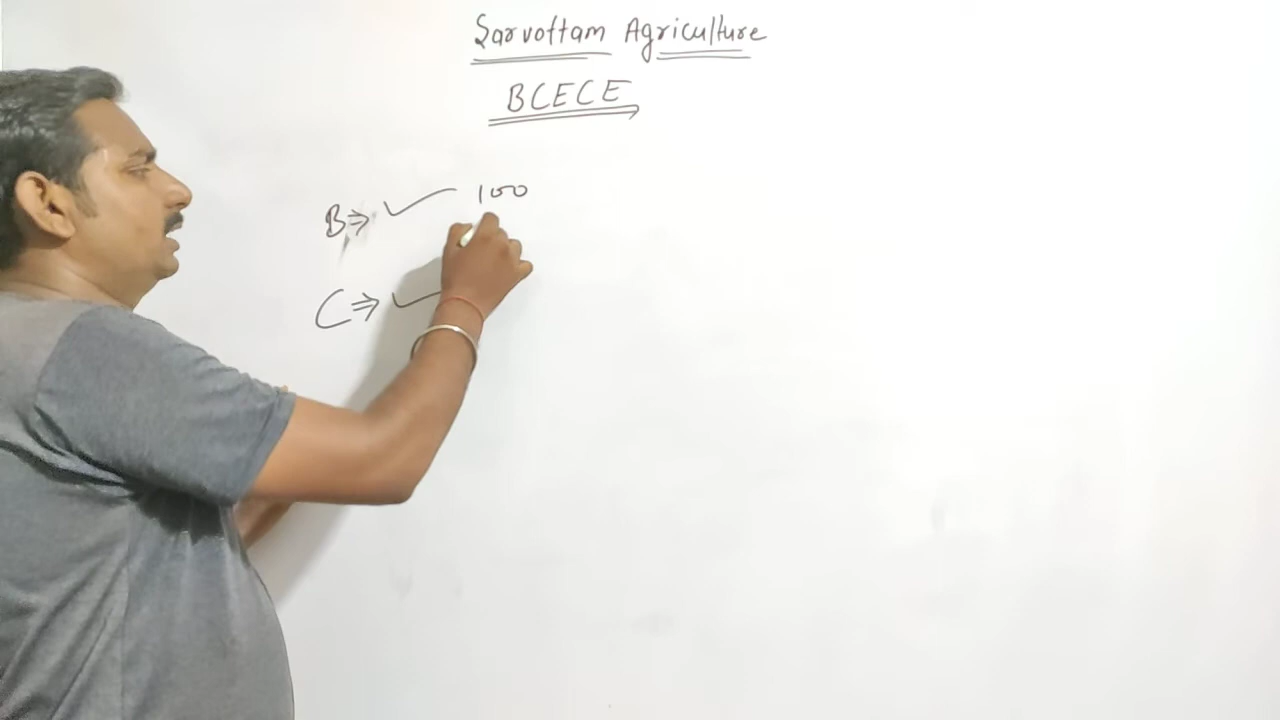 Sarvottam Agriculture
BCECE
B⇒ ✓ 100
C⇒ ✓